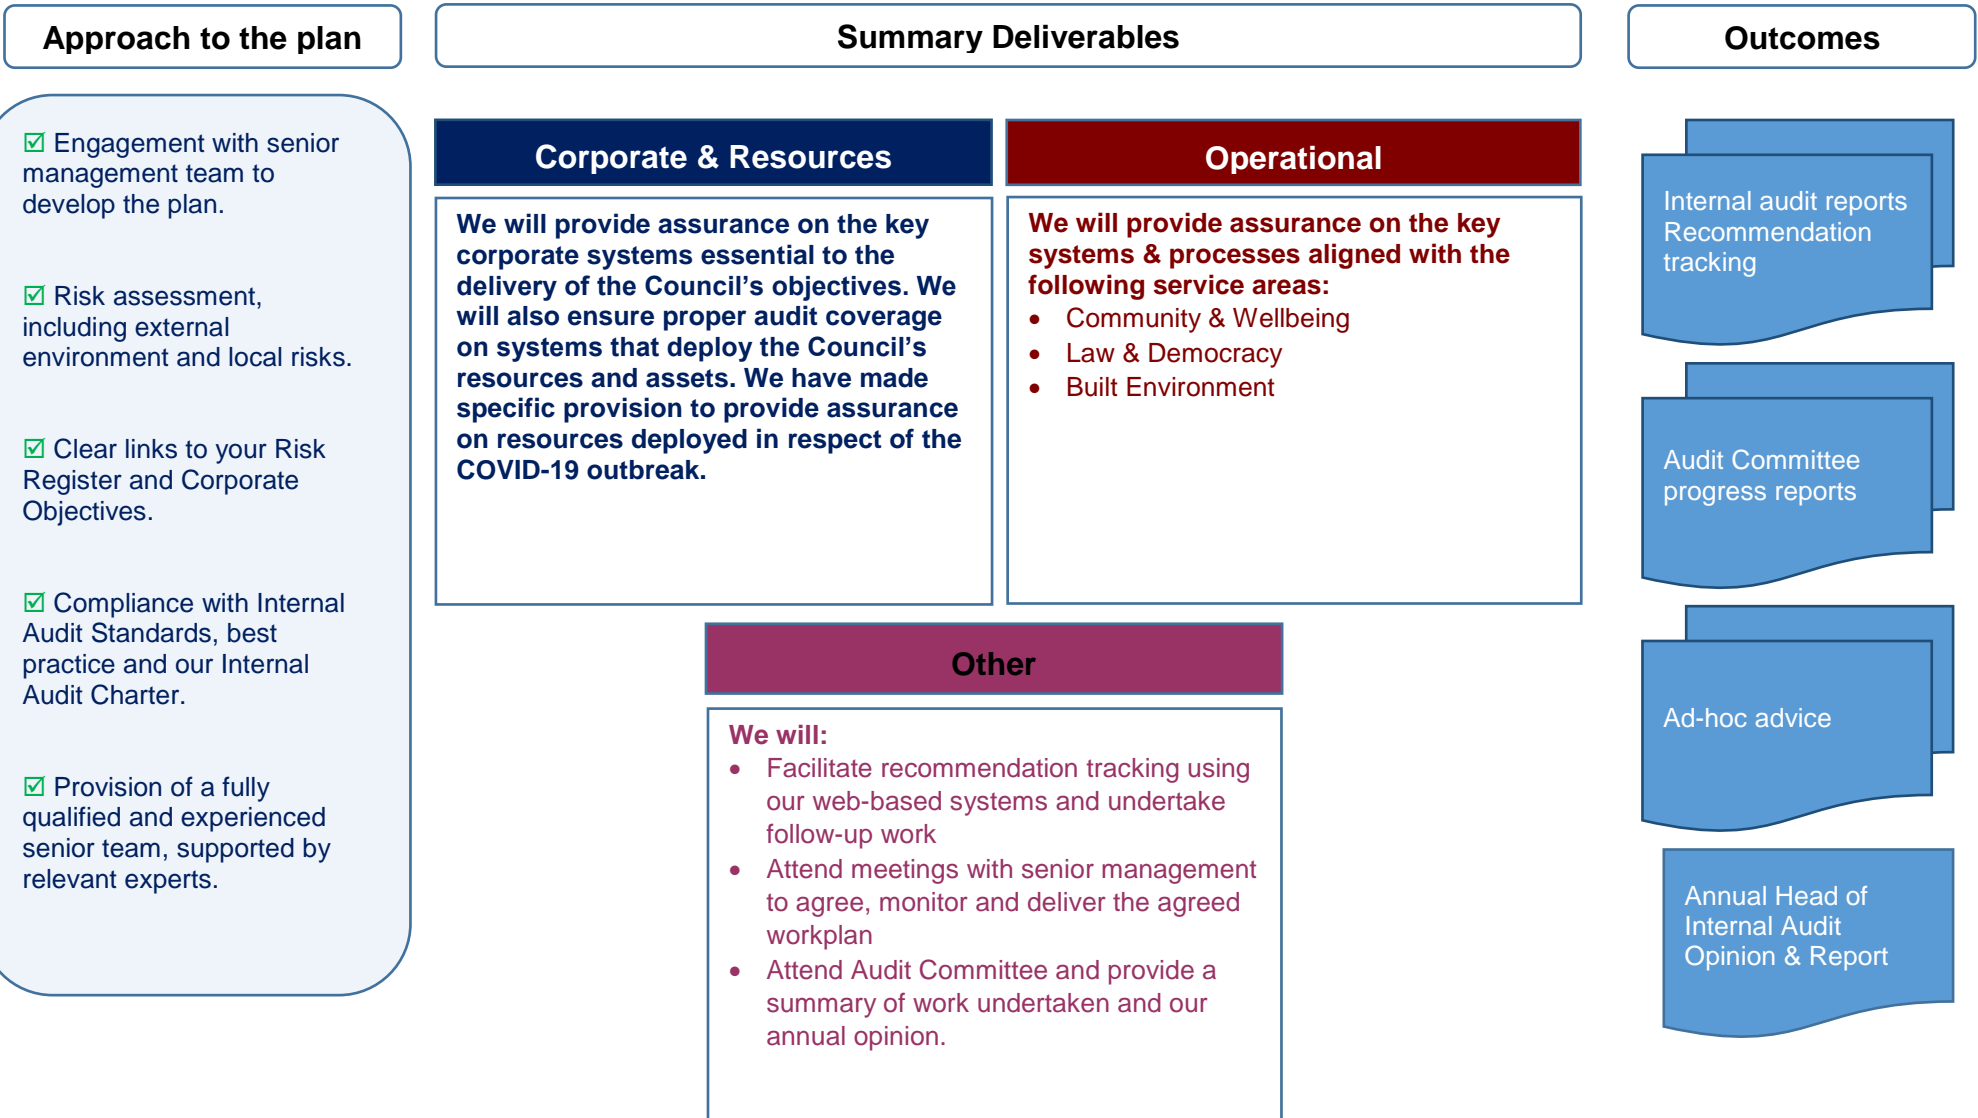 Approach to the plan
Summary Deliverables
Outcomes
☑ Engagement with senior
management team to
develop the plan.
☑ Risk assessment,
including external
environment and local risks.
☑ Clear links to your Risk
Register and Corporate
Objectives.
☑ Compliance with Internal
Audit Standards, best
practice and our Internal
Audit Charter.
☑ Provision of a fully
qualified and experienced
senior team, supported by
relevant experts.
Corporate & Resources
We will provide assurance on the key
corporate systems essential to the
delivery of the Council’s objectives. We
will also ensure proper audit coverage
on systems that deploy the Council’s
resources and assets. We have made
specific provision to provide assurance
on resources deployed in respect of the
COVID-19 outbreak.
Operational
We will provide assurance on the key
systems & processes aligned with the
following service areas:
• Community & Wellbeing
• Law & Democracy
• Built Environment
Other
We will:
• Facilitate recommendation tracking using
our web-based systems and undertake
follow-up work
• Attend meetings with senior management
to agree, monitor and deliver the agreed
workplan
• Attend Audit Committee and provide a
summary of work undertaken and our
annual opinion.
Internal audit reports
Recommendation
tracking
Audit Committee
progress reports
Ad-hoc advice
Annual Head of
Internal Audit
Opinion & Report